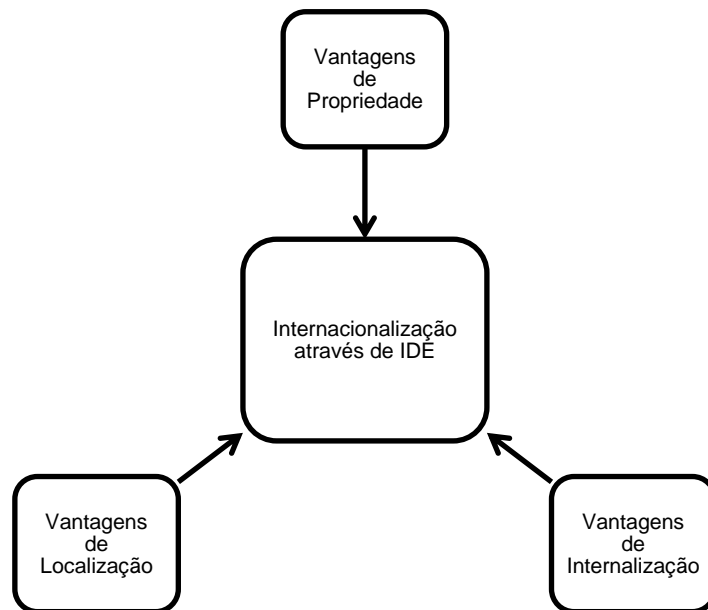 Vantagens
de
Propriedade
Internacionalização
através de IDE
Vantagens
de
Localização
Vantagens
de
Internalização